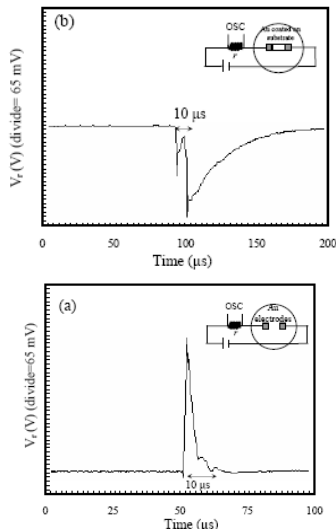 (b)
OSC
Au coated on
substrate
r
10 μs
V_r (V) (divide= 65 mV)
0 50 100 150 200
Time (μs)
(a)
OSC
Au
electrodes
r
10 μs
V_r (V) (divide=65 mV)
0 25 50 75 100
Time (μs)